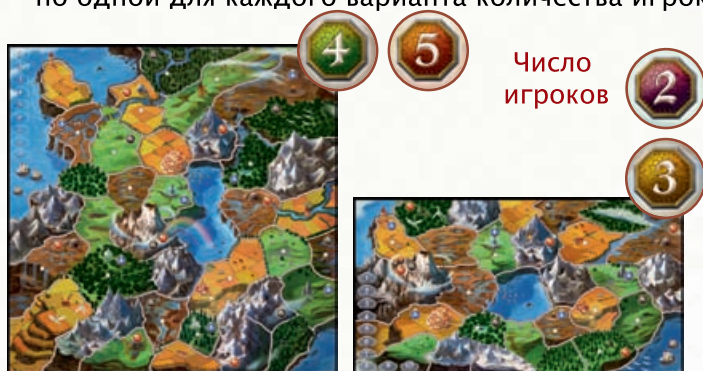 по одной для каждого варианта количества игрок
4 5
Число
игроков
2
3